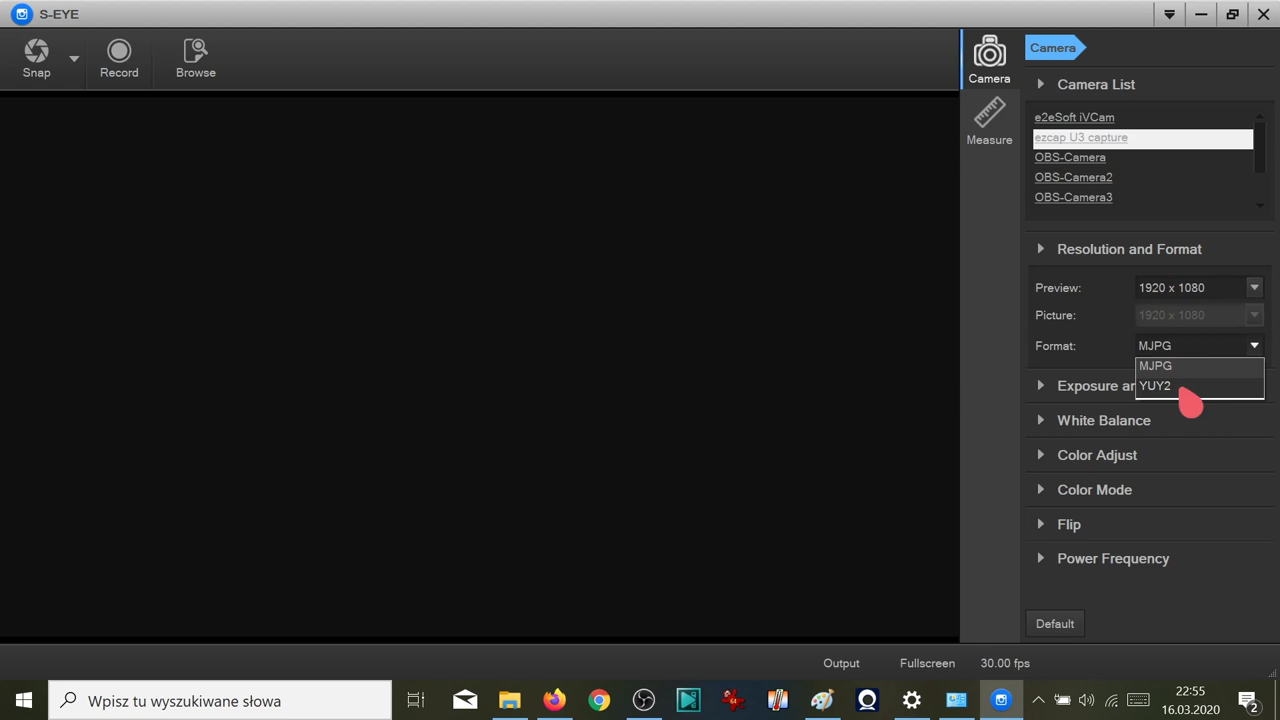 S-EYE
Snap
Record
Browse
Camera
Measure
Camera
Camera List
e2eSoft iVCam
ezcap U3 capture
OBS-Camera
OBS-Camera2
OBS-Camera3
Resolution and Format
Preview: 1920 x 1080
Picture: 1920 x 1080
Format: MJPG
MJPG
YUY2
Exposure an
White Balance
Color Adjust
Color Mode
Flip
Power Frequency
Default
Output Fullscreen 30.00 fps
Wpisz tu wyszukiwane słowa
64
22:55
16.03.2020
2